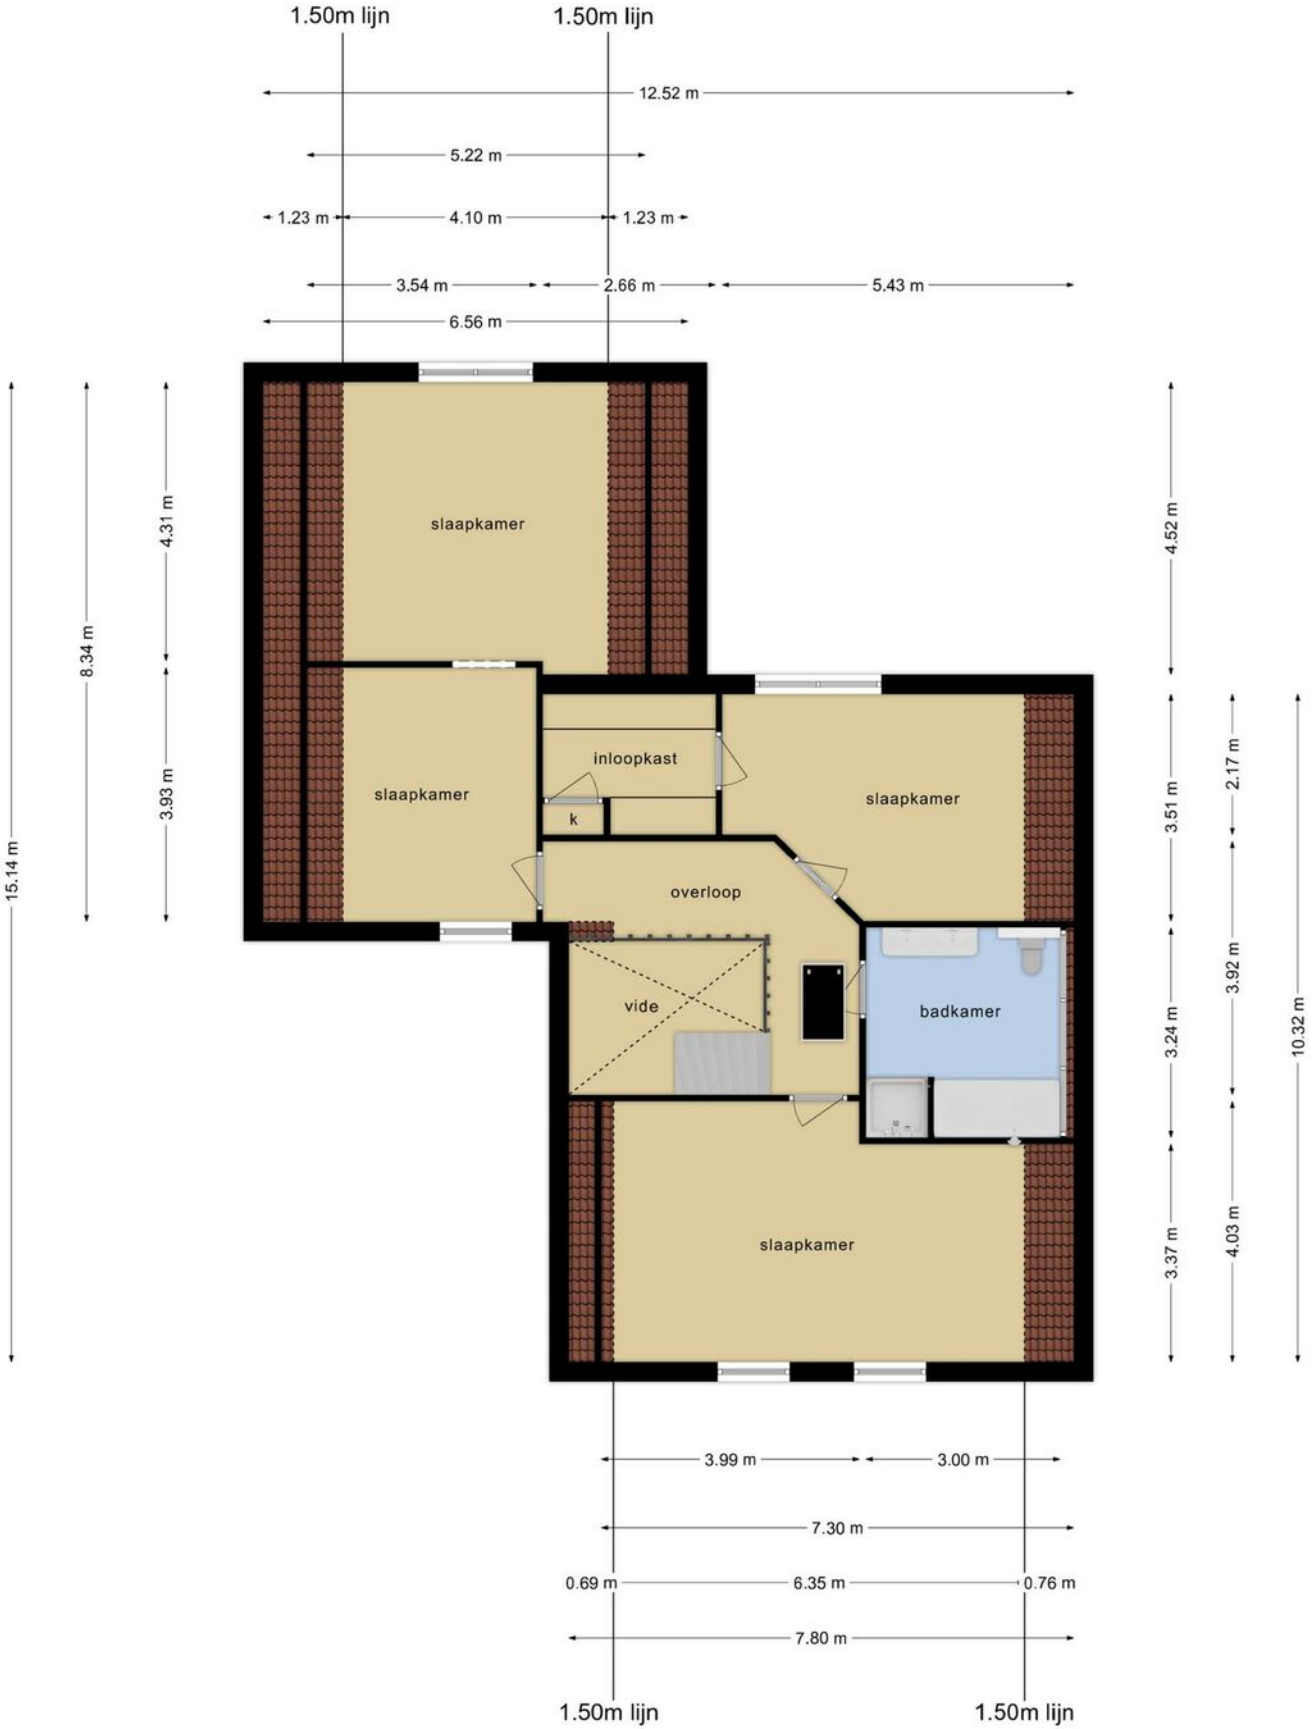 1.50m lijn 1.50m lijn
12.52 m
5.22 m
1.23 m 4.10 m 1.23 m
3.54 m 2.66 m 5.43 m
6.56 m
4.31 m
4.52 m
slaapkamer
8.34 m
2.17 m
inloopkast
3.93 m
slaapkamer
slaapkamer
3.51 m
k
15.14 m
overloop
3.92 m
vide
badkamer
3.24 m
10.32 m
slaapkamer
4.03 m
3.37 m
3.99 m 3.00 m
7.30 m
0.69 m 6.35 m 0.76 m
7.80 m
1.50m lijn 1.50m lijn